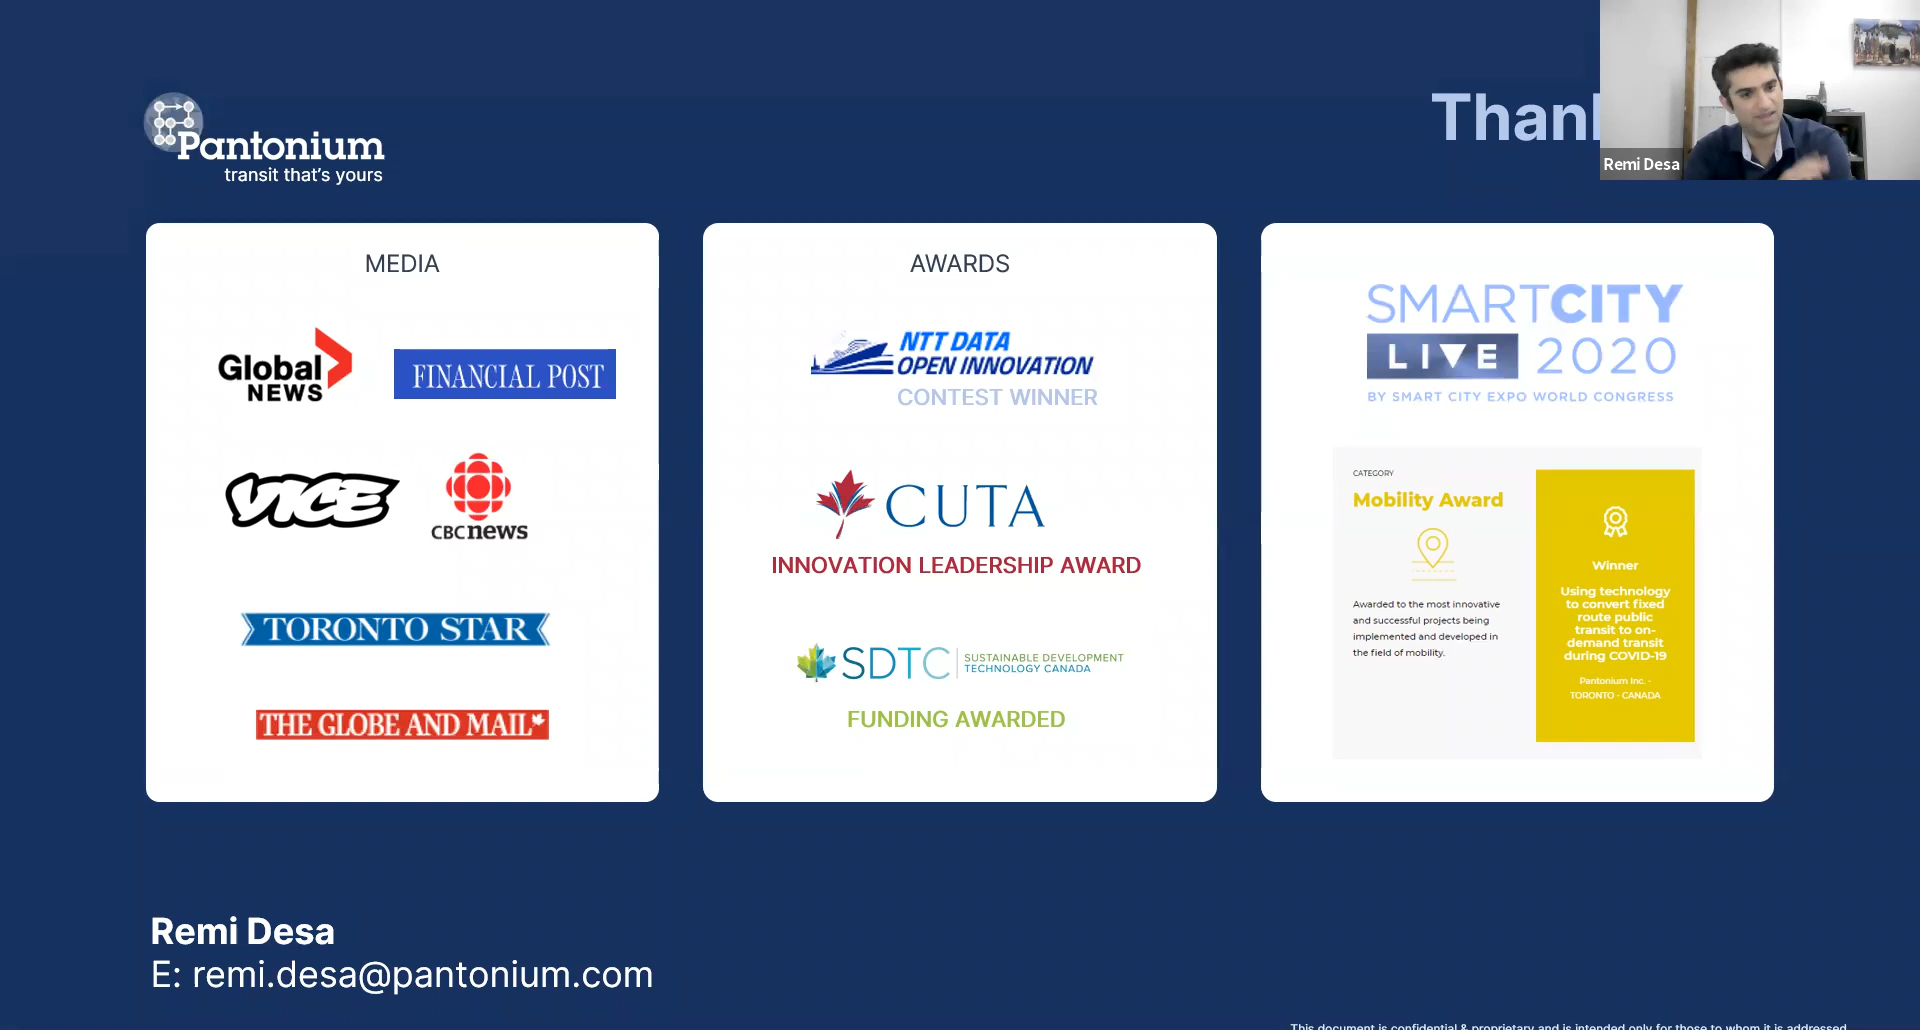 Pantonium
transit that's yours
Remi Desa
MEDIA
Global
NEWS
FINANCIAL POST
VICE
CBCnews
TORONTO STAR
THE GLOBE AND MAIL
AWARDS
NTT DATA
OPEN INNOVATION
CONTEST WINNER
CUTA
INNOVATION LEADERSHIP AWARD
SDTC
SUSTAINABLE DEVELOPMENT
TECHNOLOGY CANADA
FUNDING AWARDED
SMARTCITY
LIVE 2020
BY SMART CITY EXPO WORLD CONGRESS
CATEGORY
Mobility Award
Awarded to the most innovative
and successful projects being
implemented and developed in
the field of mobility.
Winner
Using technology
to convert fixed
route public
transit to on-
demand transit
during COVID-19
Pantonium Inc. -
TORONTO - CANADA
Remi Desa
E: remi.desa@pantonium.com
This document is confidential & proprietary and is intended only for those to whom it is addressed